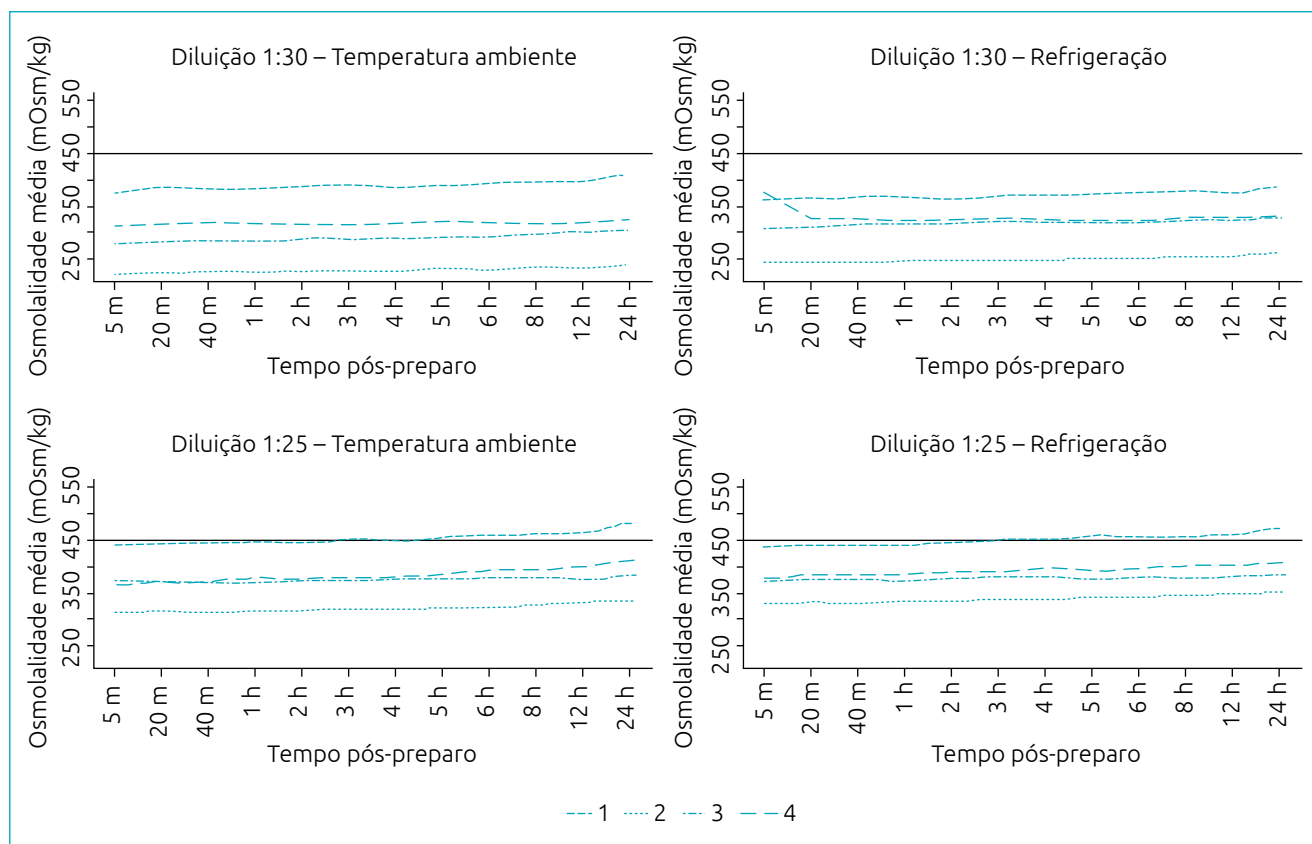 Diluição 1:30 – Temperatura ambiente
Osmolalidade média (mOsm/kg)
550
450
350
250
5 m
20 m
40 m
1 h
2 h
3 h
4 h
5 h
6 h
8 h
12 h
24 h
Tempo pós-preparo
Diluição 1:30 – Refrigeração
Osmolalidade média (mOsm/kg)
550
450
350
250
5 m
20 m
40 m
1 h
2 h
3 h
4 h
5 h
6 h
8 h
12 h
24 h
Tempo pós-preparo
Diluição 1:25 – Temperatura ambiente
Osmolalidade média (mOsm/kg)
550
450
350
250
5 m
20 m
40 m
1 h
2 h
3 h
4 h
5 h
6 h
8 h
12 h
24 h
Tempo pós-preparo
Diluição 1:25 – Refrigeração
Osmolalidade média (mOsm/kg)
550
450
350
250
5 m
20 m
40 m
1 h
2 h
3 h
4 h
5 h
6 h
8 h
12 h
24 h
Tempo pós-preparo
1 2 3 4